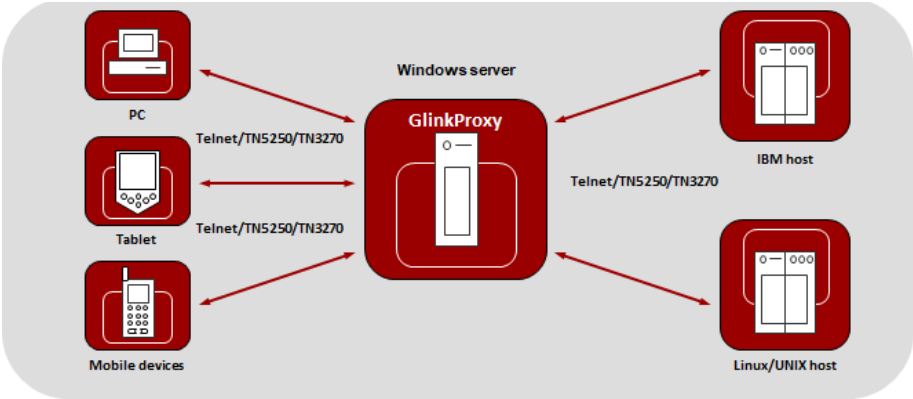 Windows server
GlinkProxy
PC
Telnet/TN5250/TN3270
IBM host
Telnet/TN5250/TN3270
Tablet
Telnet/TN5250/TN3270
Mobile devices
Linux/UNIX host